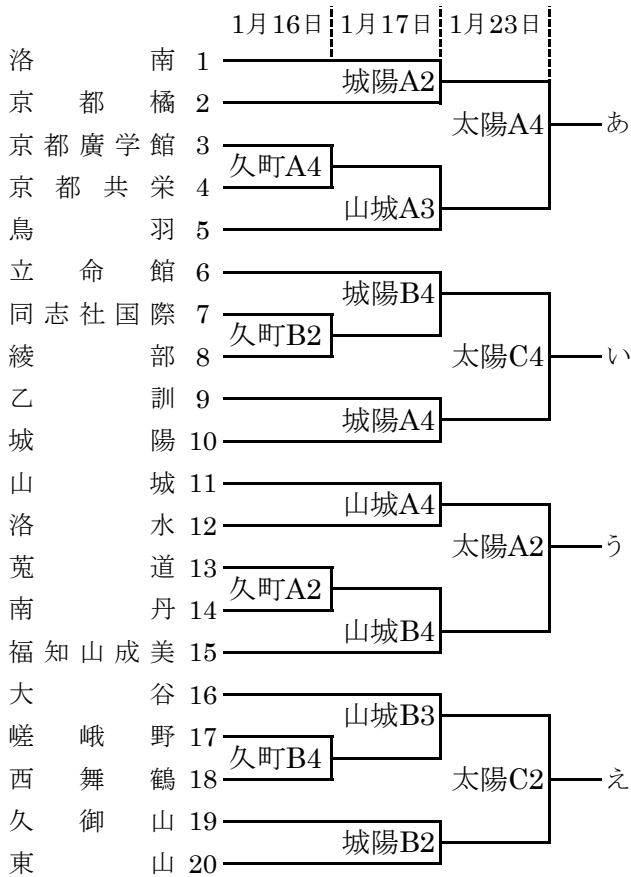 1月16日 1月17日 1月23日
洛南 1
城陽A2
京都橘 2
太陽A4 あ
京都廣学館 3
久町A4
京都共栄 4
山城A3
鳥羽 5
立命館 6
城陽B4
同志社国際 7
久町B2
綾部 8
太陽C4 い
乙訓 9
城陽A4
城陽 10
山城 11
山城A4
洛水 12
太陽A2 う
莵道 13
久町A2
南丹 14
山城B4
福知山成美 15
大谷 16
山城B3
嵯峨野 17
久町B4
西舞鶴 18
太陽C2 え
久御山 19
城陽B2
東山 20